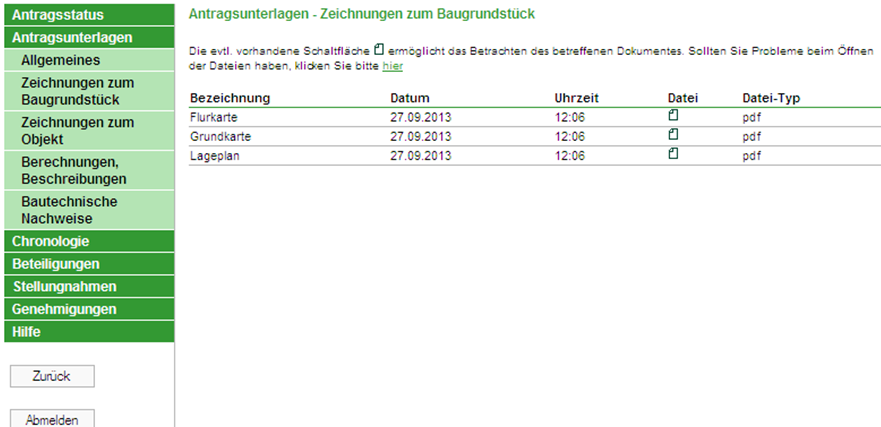 Antragsstatus
Antragsunterlagen
Allgemeines
Zeichnungen zum
Baugrundstück
Zeichnungen zum
Objekt
Berechnungen,
Beschreibungen
Bautechnische
Nachweise
Chronologie
Beteiligungen
Stellungnahmen
Genehmigungen
Hilfe
Zurück
Abmelden
Antragsunterlagen - Zeichnungen zum Baugrundstück
Die evtl. vorhandene Schaltfläche ermöglicht das Betrachten des betreffenen Dokumentes. Sollten Sie Probleme beim Öffnen
der Dateien haben, klicken Sie bitte hier
Bezeichnung Datum Uhrzeit Datei Datei-Typ
Flurkarte 27.09.2013 12:06 pdf
Grundkarte 27.09.2013 12:06 pdf
Lageplan 27.09.2013 12:06 pdf